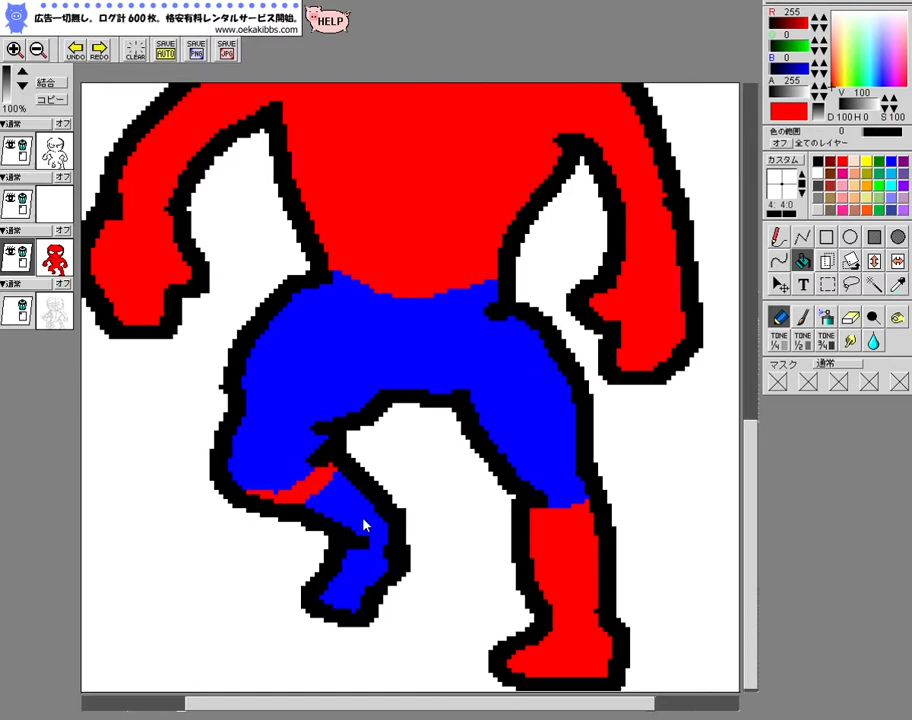 広告一切無し。ログ計 600 枚。格安有料レンタルサービス開始。
www.oekakibbs.com
HELP
UNDO
REDO
CLEAR
SAVE
AUTO
SAVE
PNG
SAVE
JPG
100%
結合
コピー
▼通常 オフ
▼通常 オフ
▼通常 オフ
▼通常 オフ
R 255
G 0
B 0
A 255
V 100
D 100 H 0 S 100
色の範囲 0
オフ 全てのレイヤー
カスタム
4: 4: 0
T
TONE 1/4
TONE 1/2
TONE 3/4
マスク 通常